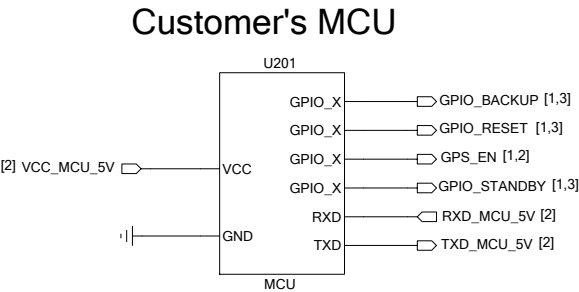 Customer's MCU
U201
GPIO_X GPIO_BACKUP [1,3]
GPIO_X GPIO_RESET [1,3]
GPIO_X GPS_EN [1,2]
[2] VCC_MCU_5V VCC
GPIO_X GPIO_STANDBY [1,3]
RXD RXD_MCU_5V [2]
GND
TXD TXD_MCU_5V [2]
MCU